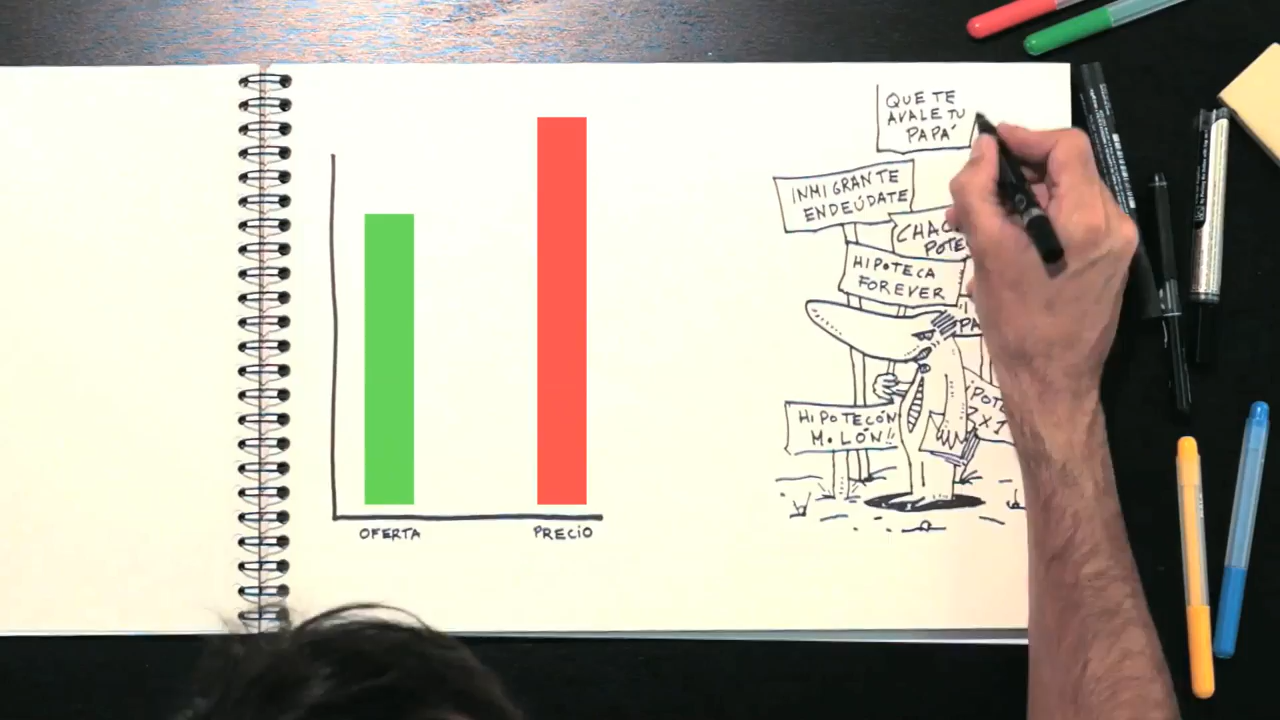 QUE TE
AVALE TU
PAPÁ
INMIGRANTE
ENDEÚDATE
HIPOTECA
FOREVER
HIPOTECÓN
MOLÓN!!
OFERTA
PRECIO